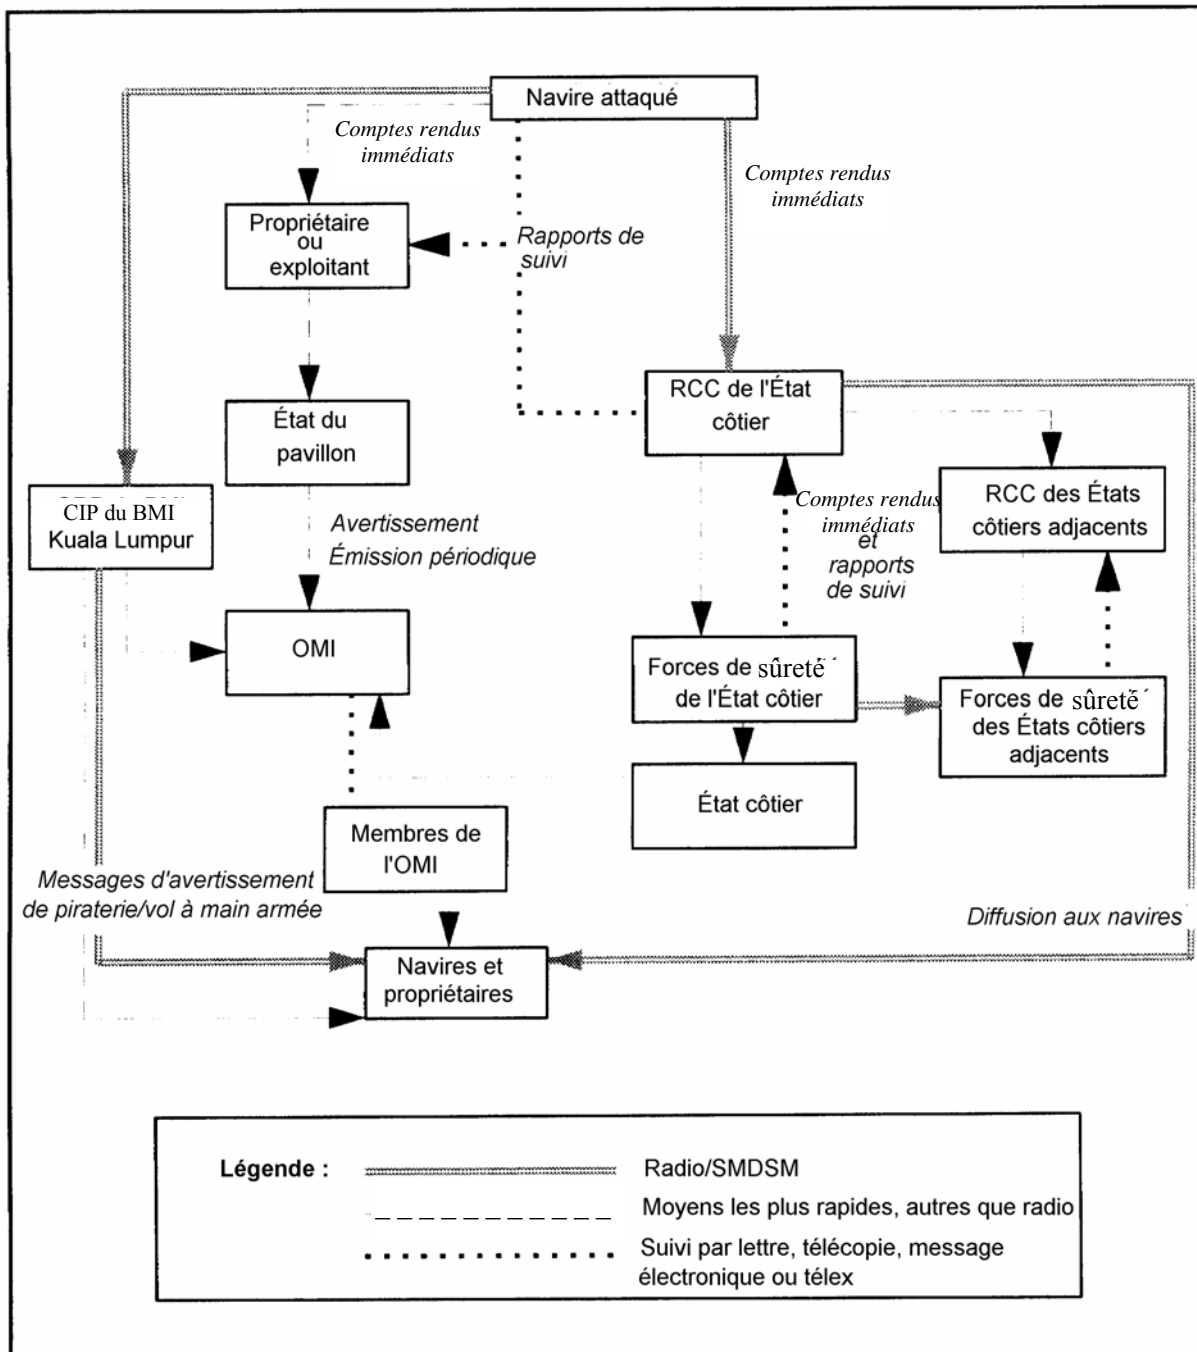 Navire attaqué
Comptes rendus
immédiats
Comptes rendus
immédiats
Propriétaire
ou
exploitant
Rapports de
suivi
RCC de l'État
côtier
État du
pavillon
RCC des États
côtiers adjacents
CIP du BMI
Kuala Lumpur
Comptes rendus
immédiats
et
rapports
de suivi
Avertissement
Émission périodique
OMI
Forces de sûreté
de l'État côtier
Forces de sûreté
des États côtiers
adjacents
État côtier
Membres de
l'OMI
Messages d'avertissement
de piraterie/vol à main armée
Diffusion aux navires
Navires et
propriétaires
Légende :
Radio/SMDSM
Moyens les plus rapides, autres que radio
Suivi par lettre, télécopie, message
électronique ou télex